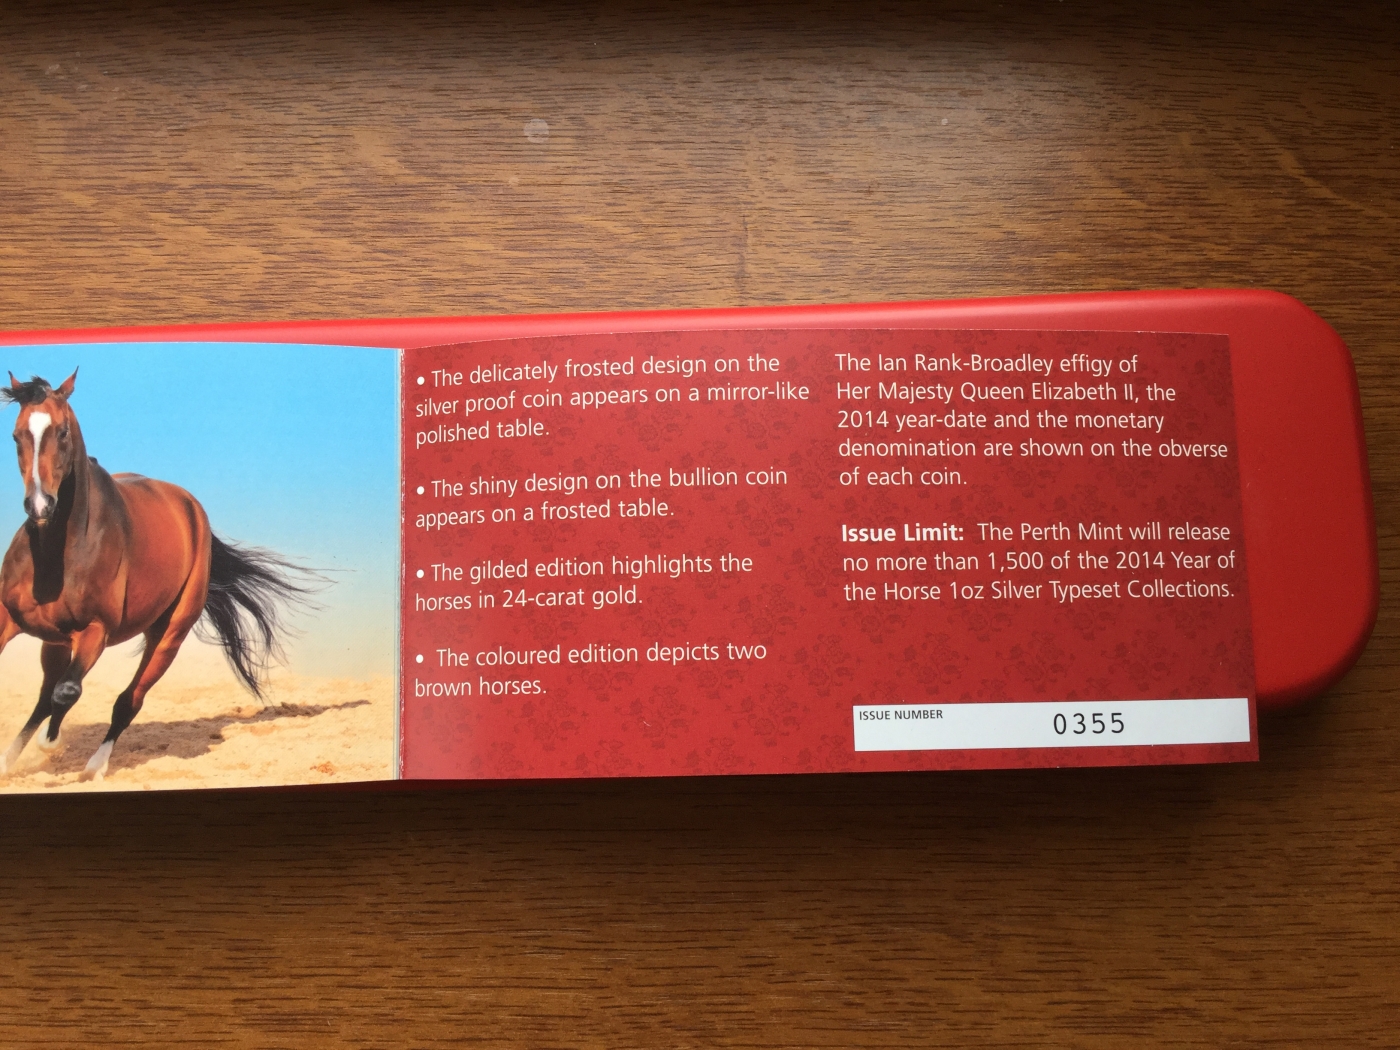 • The delicately frosted design on the
silver proof coin appears on a mirror-like
polished table.
• The shiny design on the bullion coin
appears on a frosted table.
• The gilded edition highlights the
horses in 24-carat gold.
• The coloured edition depicts two
brown horses.
The Ian Rank-Broadley effigy of
Her Majesty Queen Elizabeth II, the
2014 year-date and the monetary
denomination are shown on the obverse
of each coin.
Issue Limit: The Perth Mint will release
no more than 1,500 of the 2014 Year of
the Horse 1oz Silver Typeset Collections.
ISSUE NUMBER
0355